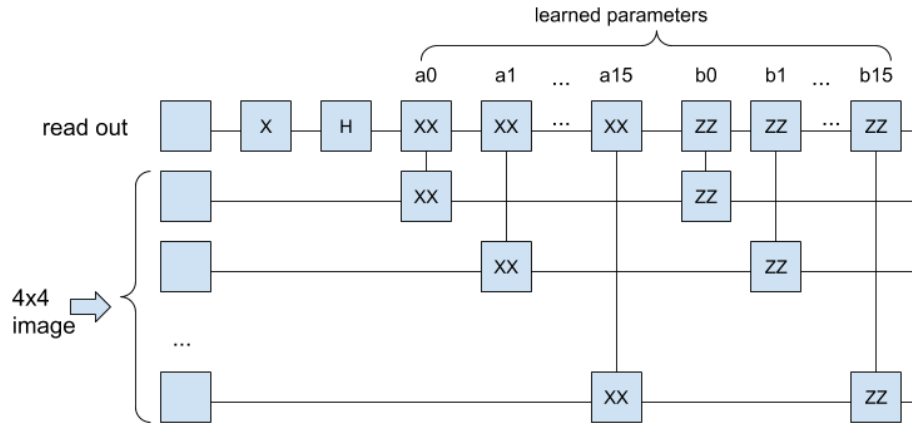 learned parameters
a0 a1 ... a15 b0 b1 ... b15
read out X H XX XX ... XX ZZ ZZ ... ZZ
XX ZZ
XX ZZ
4x4
image
...
XX ZZ